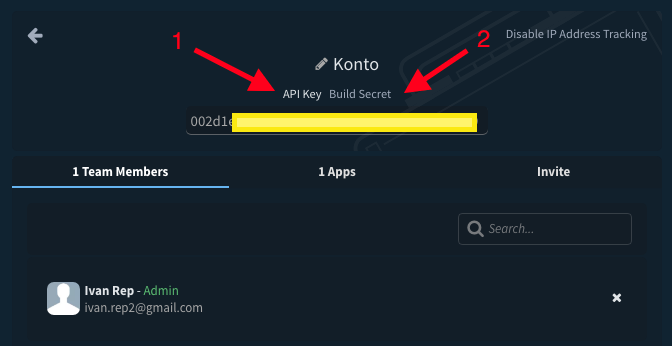 1
2
Disable IP Address Tracking
Konto
API Key Build Secret
002d1e
1 Team Members 1 Apps Invite
Search...
Ivan Rep - Admin
ivan.rep2@gmail.com